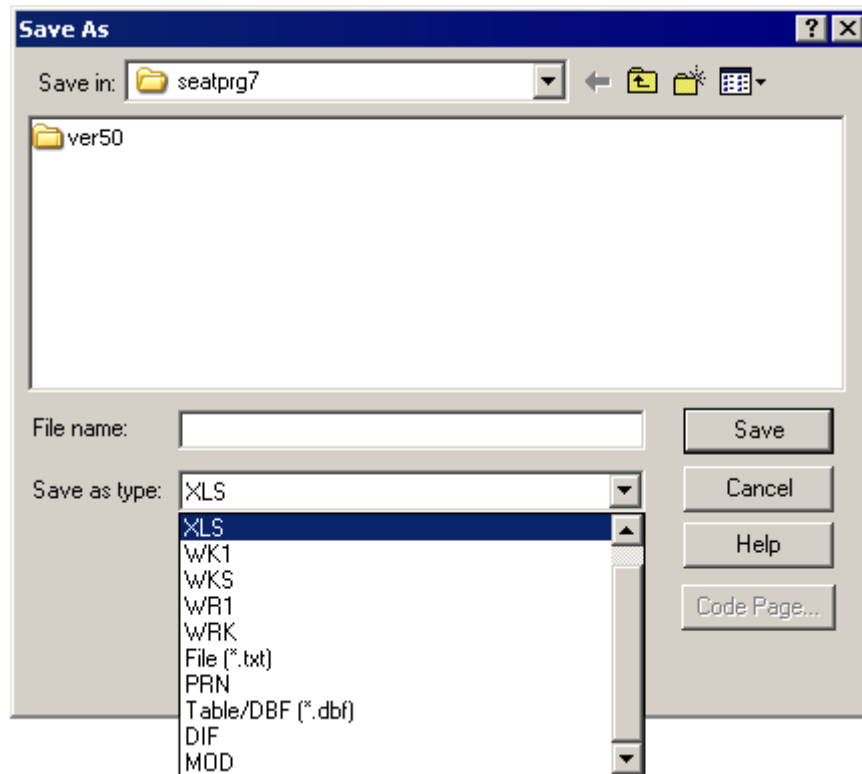 Save As
Save in: seatprg7
ver50
File name:
Save
Save as type: XLS
Cancel
XLS
WK1
Help
WKS
WR1
Code Page...
WRK
File (*.txt)
PRN
Table/DBF (*.dbf)
DIF
MOD